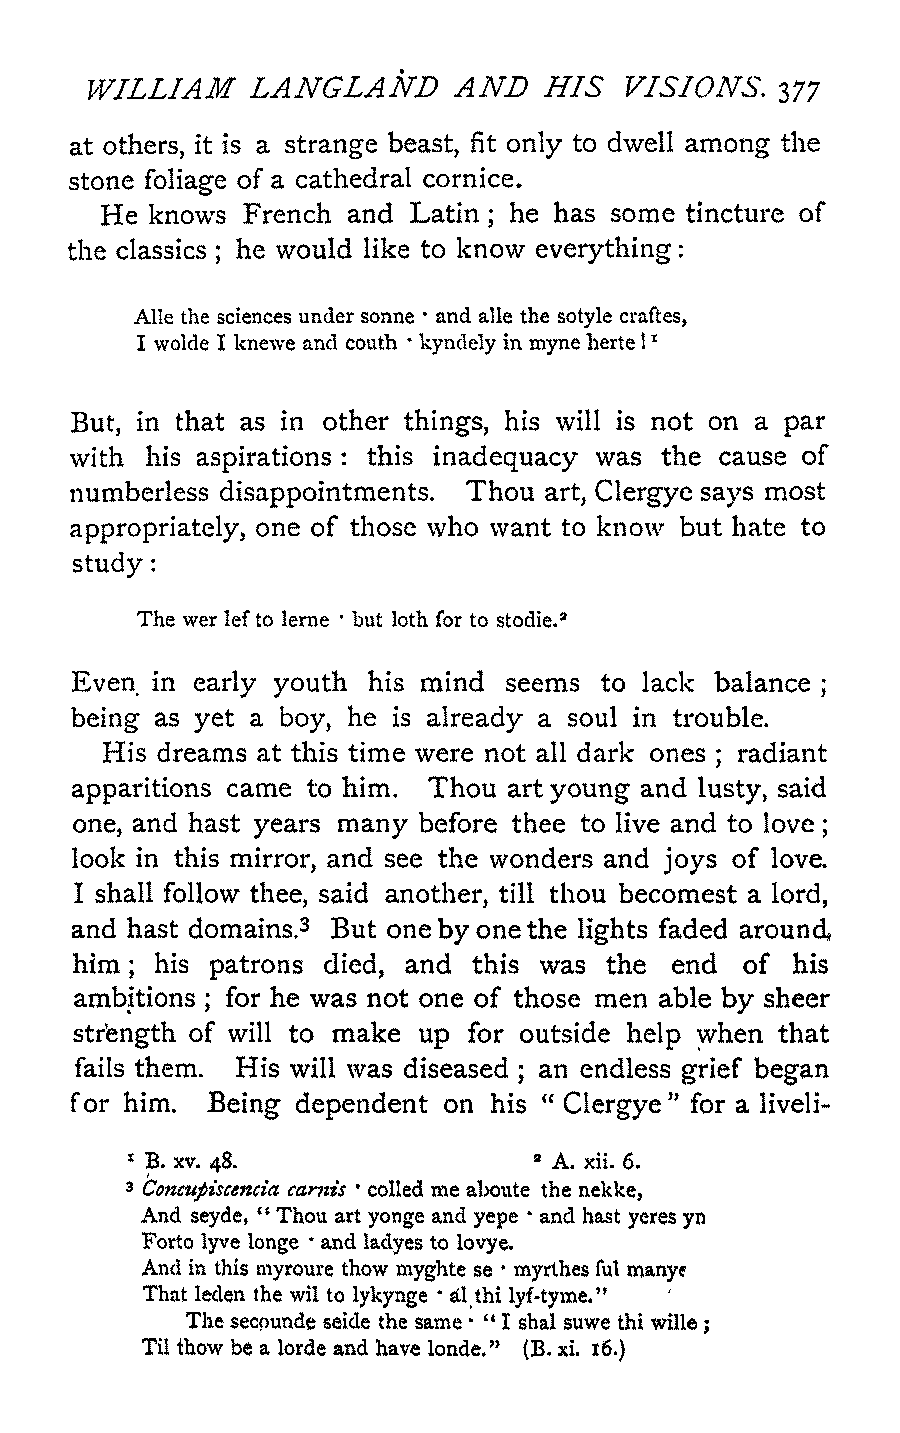 WILLIAM LANGLAND AND HIS VISIONS. 377
at others, it is a strange beast, fit only to dwell among the
stone foliage of a cathedral cornice.
He knows French and Latin ; he has some tincture of
the classics ; he would like to know everything :
Alle the sciences under sonne · and alle the sotyle craftes,
I wolde I knewe and couth · kyndely in myne herte ! ¹
But, in that as in other things, his will is not on a par
with his aspirations : this inadequacy was the cause of
numberless disappointments. Thou art, Clergye says most
appropriately, one of those who want to know but hate to
study :
The wer lef to lerne · but loth for to stodie.²
Even in early youth his mind seems to lack balance ;
being as yet a boy, he is already a soul in trouble.
His dreams at this time were not all dark ones ; radiant
apparitions came to him. Thou art young and lusty, said
one, and hast years many before thee to live and to love ;
look in this mirror, and see the wonders and joys of love.
I shall follow thee, said another, till thou becomest a lord,
and hast domains.³ But one by one the lights faded around
him ; his patrons died, and this was the end of his
ambitions ; for he was not one of those men able by sheer
strength of will to make up for outside help when that
fails them. His will was diseased ; an endless grief began
for him. Being dependent on his “ Clergye ” for a liveli-
¹ B. xv. 48. ² A. xii. 6.
³ Concupiscencia carnis · colled me aboute the nekke,
And seyde, “ Thou art yonge and yepe · and hast yeres yn
Forto lyve longe · and ladyes to lovye.
And in this myroure thow myghte se · myrthes ful manye
That leden the wil to lykynge · al thi lyf-tyme.”
The secounde seide the same · “ I shal suwe thi wille ;
Til thow be a lorde and have londe.” (B. xi. 16.)